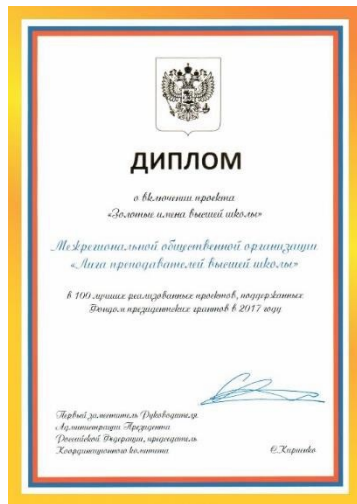 ДИПЛОМ
о включении проекта
«Золотые имена высшей школы»
Межрегиональной общественной организации
«Лига преподавателей высшей школы»
в 100 лучших реализованных проектов, поддержанных
Фондом президентских грантов в 2017 году
Первый заместитель Руководителя
Администрации Президента
Российской Федерации, председатель
Координационного комитета
С.Кириенко